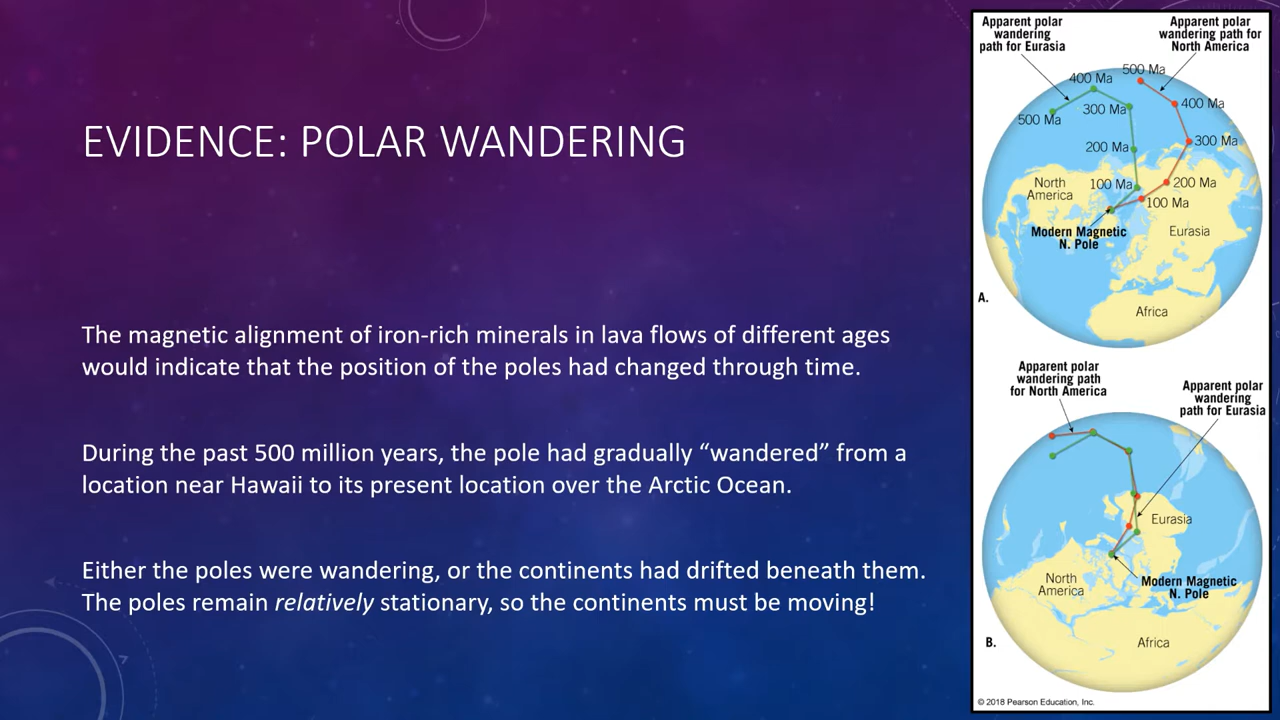 EVIDENCE: POLAR WANDERING
The magnetic alignment of iron-rich minerals in lava flows of different ages
would indicate that the position of the poles had changed through time.
During the past 500 million years, the pole had gradually “wandered” from a
location near Hawaii to its present location over the Arctic Ocean.
Either the poles were wandering, or the continents had drifted beneath them.
The poles remain relatively stationary, so the continents must be moving!
Apparent polar
wandering
path for Eurasia
Apparent polar
wandering path for
North America
500 Ma
400 Ma
400 Ma
300 Ma
500 Ma
300 Ma
200 Ma
North
America
100 Ma
200 Ma
100 Ma
Modern Magnetic
N. Pole
Eurasia
A.
Africa
Apparent polar
wandering path
for North America
Apparent polar
wandering
path for Eurasia
Eurasia
North
America
Modern Magnetic
N. Pole
B.
Africa
© 2018 Pearson Education, Inc.